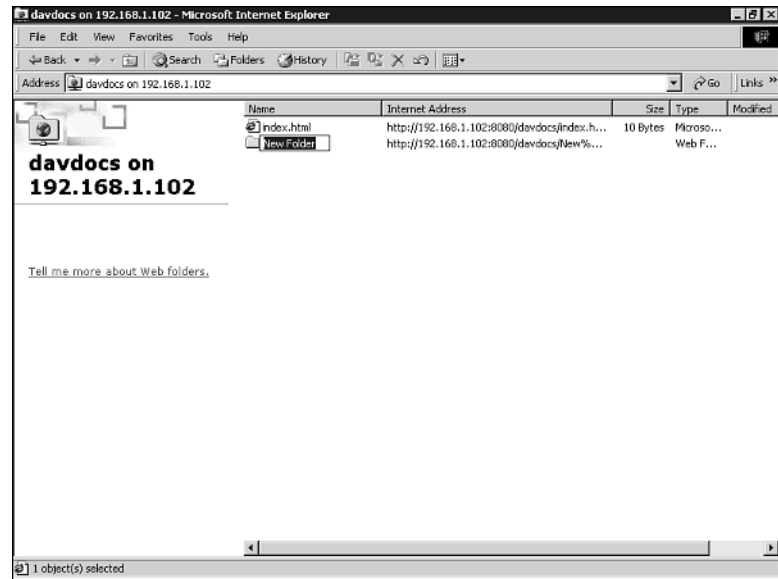 davdocs on 192.168.1.102 - Microsoft Internet Explorer
File Edit View Favorites Tools Help
Back Search Folders History
Address davdocs on 192.168.1.102 Go Links »
Name Internet Address Size Type Modified
index.html http://192.168.1.102:8080/davdocs/index.h... 10 Bytes Microso...
New Folder http://192.168.1.102:8080/davdocs/New%... Web F...
davdocs on
192.168.1.102
Tell me more about Web folders.
1 object(s) selected